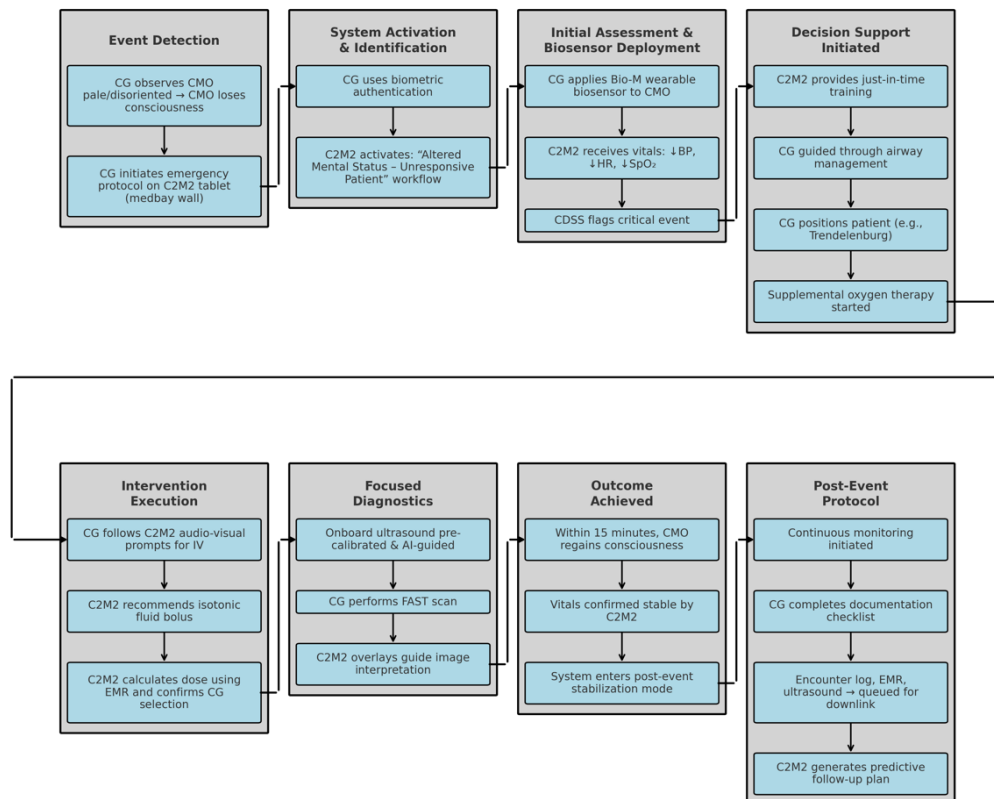 Event Detection
CG observes CMO
pale/disoriented → CMO loses
consciousness
CG initiates emergency
protocol on C2M2 tablet
(medbay wall)
System Activation
& Identification
CG uses biometric
authentication
C2M2 activates: “Altered
Mental Status – Unresponsive
Patient” workflow
Initial Assessment &
Biosensor Deployment
CG applies Bio-M wearable
biosensor to CMO
C2M2 receives vitals: ↓BP,
↓HR, ↓SpO₂
CDSS flags critical event
Decision Support
Initiated
C2M2 provides just-in-time
training
CG guided through airway
management
CG positions patient (e.g.,
Trendelenburg)
Supplemental oxygen therapy
started
Intervention
Execution
CG follows C2M2 audio-visual
prompts for IV
C2M2 recommends isotonic
fluid bolus
C2M2 calculates dose using
EMR and confirms CG
selection
Focused
Diagnostics
Onboard ultrasound pre-
calibrated & AI-guided
CG performs FAST scan
C2M2 overlays guide image
interpretation
Outcome
Achieved
Within 15 minutes, CMO
regains consciousness
Vitals confirmed stable by
C2M2
System enters post-event
stabilization mode
Post-Event
Protocol
Continuous monitoring
initiated
CG completes documentation
checklist
Encounter log, EMR,
ultrasound → queued for
downlink
C2M2 generates predictive
follow-up plan